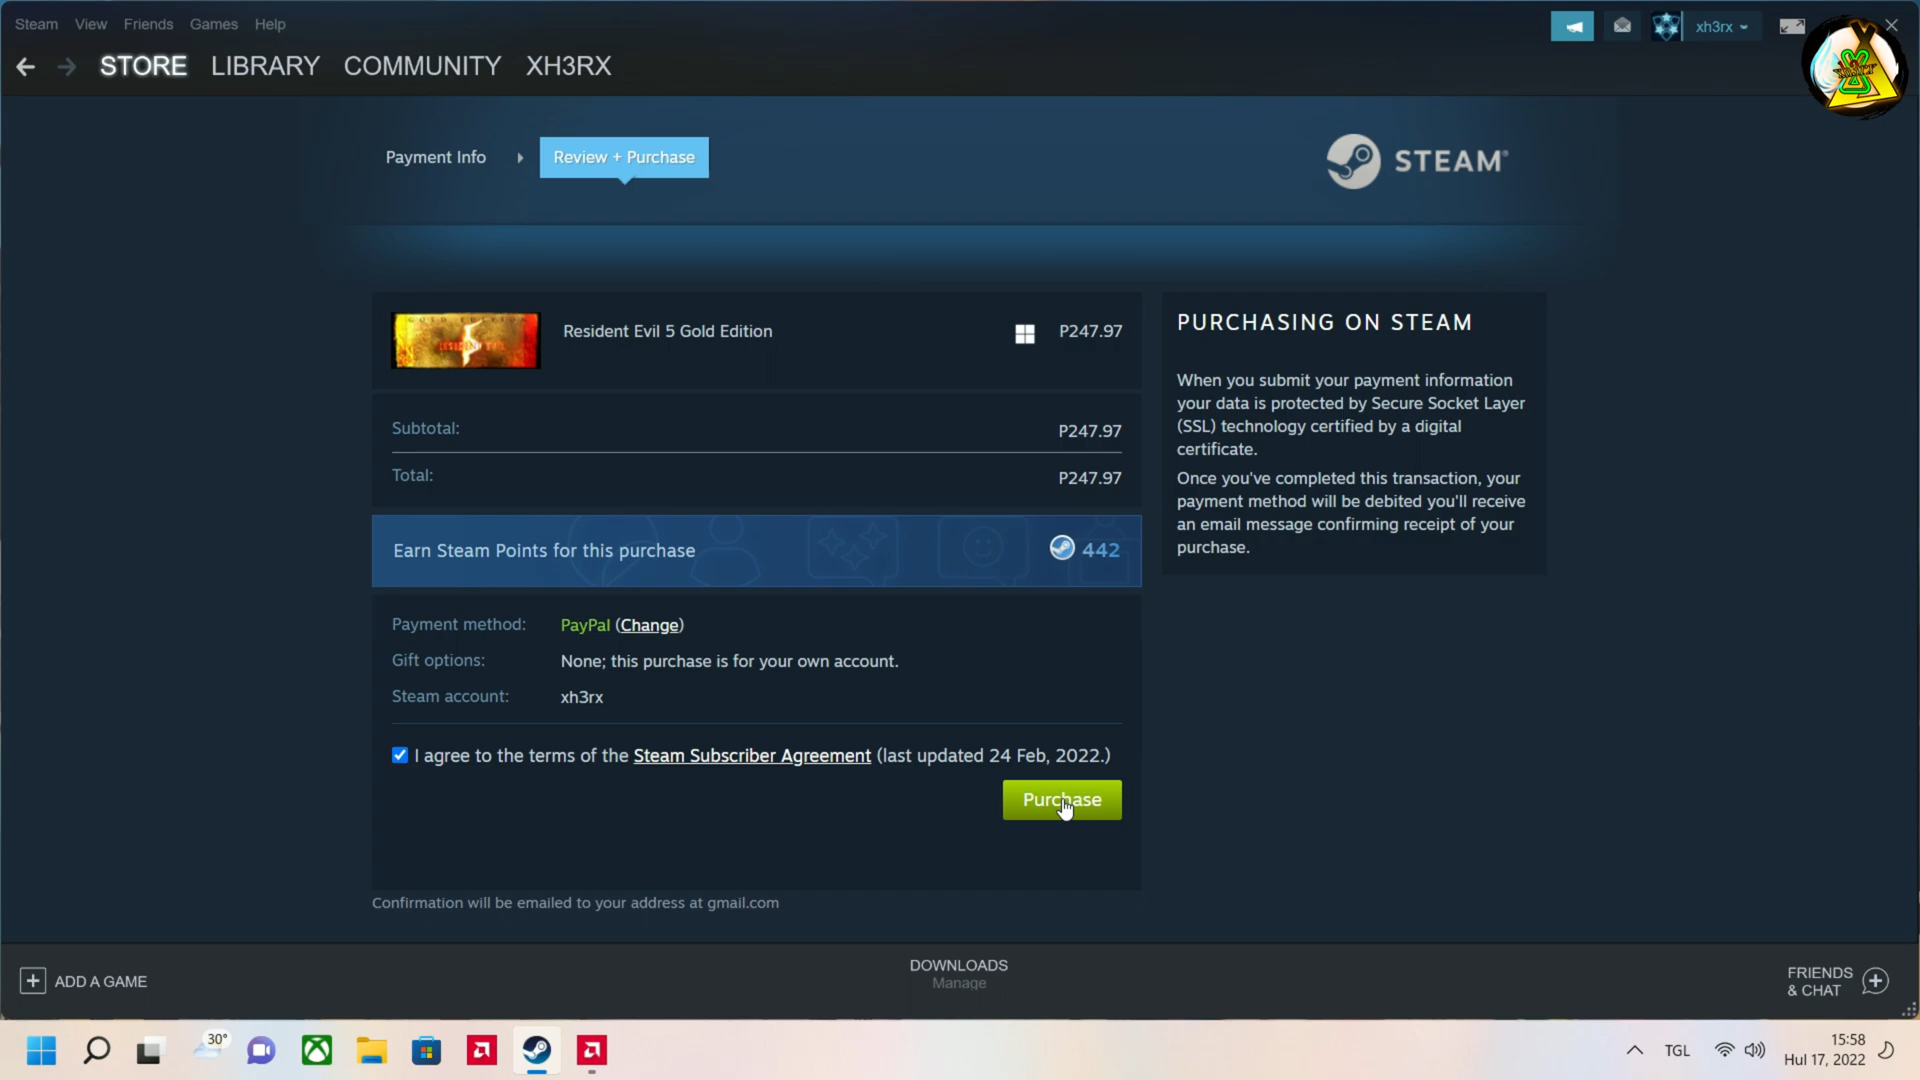 Steam View Friends Games Help
xh3rx
STORE LIBRARY COMMUNITY XH3RX
Payment Info Review + Purchase
STEAM®
Resident Evil 5 Gold Edition P247.97
Subtotal: P247.97
Total: P247.97
Earn Steam Points for this purchase 442
Payment method: PayPal (Change)
Gift options: None; this purchase is for your own account.
Steam account: xh3rx
I agree to the terms of the Steam Subscriber Agreement (last updated 24 Feb, 2022.)
Purchase
Confirmation will be emailed to your address at gmail.com
PURCHASING ON STEAM
When you submit your payment information
your data is protected by Secure Socket Layer
(SSL) technology certified by a digital
certificate.
Once you've completed this transaction, your
payment method will be debited you'll receive
an email message confirming receipt of your
purchase.
ADD A GAME
DOWNLOADS
Manage
FRIENDS
& CHAT
30°
TGL
15:58
Hul 17, 2022